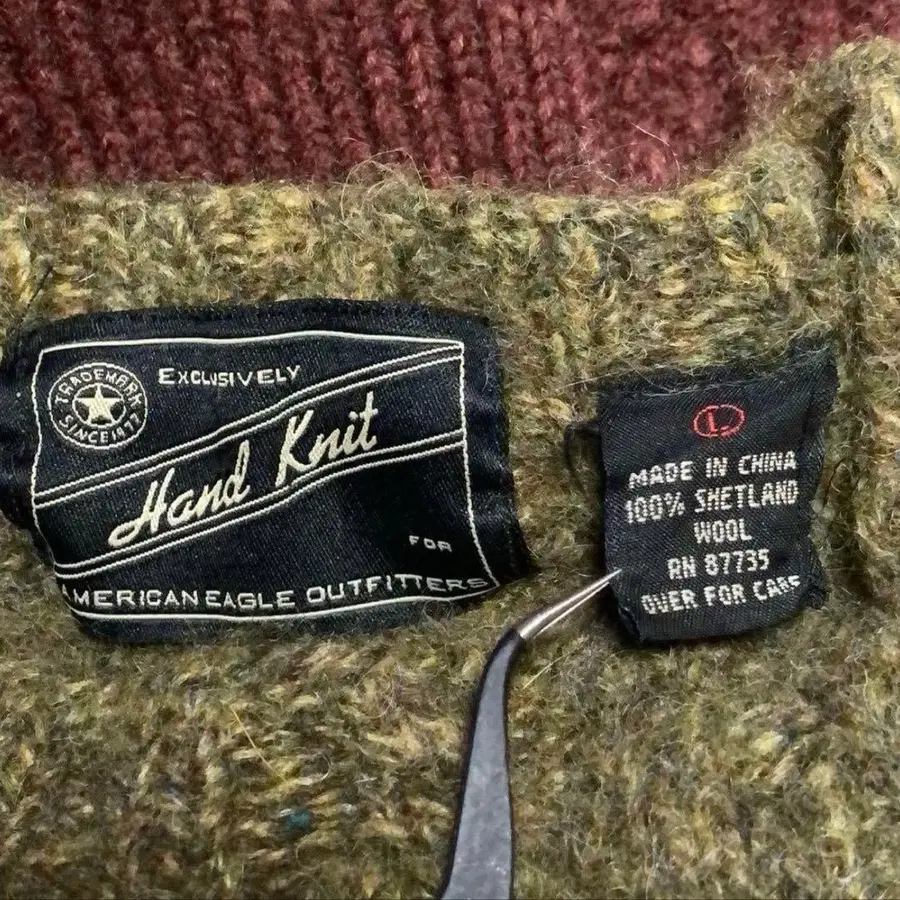 TRADEMARK
SINCE 1972
EXCLUSIVELY
Hand Knit
FOR
AMERICAN EAGLE OUTFITTERS
L
MADE IN CHINA
100% SHETLAND
WOOL
RN 87735
OVER FOR CARE